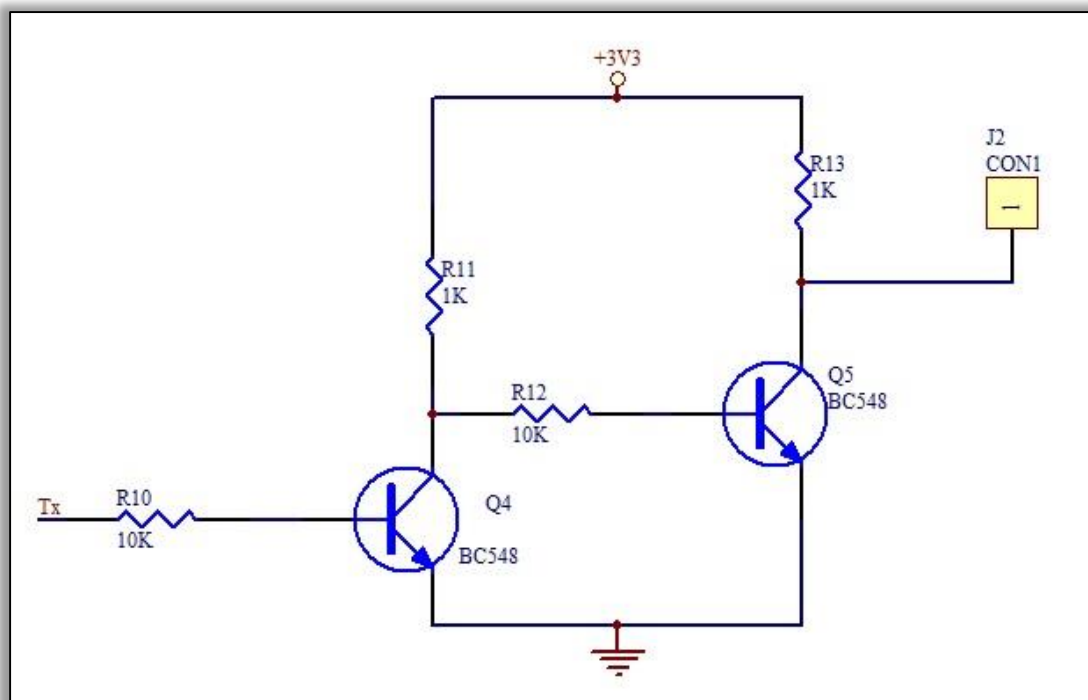 +3V3
J2
CON1
1
R13
1K
R11
1K
R12
10K
Q5
BC548
Tx
R10
10K
Q4
BC548